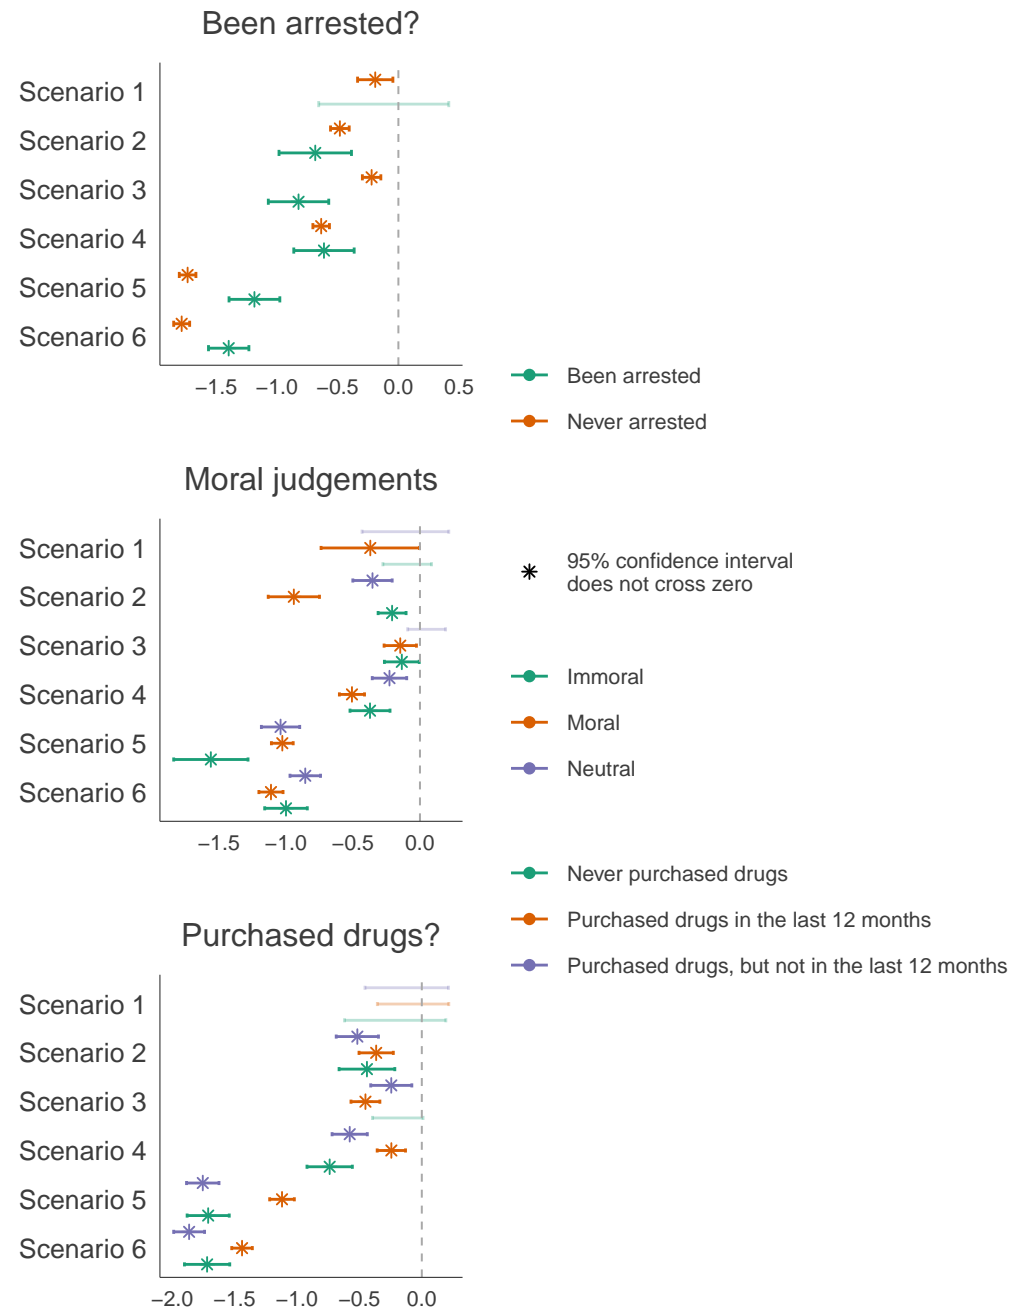 Been arrested?
Scenario 1
Scenario 2
Scenario 3
Scenario 4
Scenario 5
Scenario 6
−1.5 −1.0 −0.5 0.0 0.5
Been arrested
Never arrested
Moral judgements
Scenario 1
Scenario 2
Scenario 3
Scenario 4
Scenario 5
Scenario 6
−1.5 −1.0 −0.5 0.0
95% confidence interval
does not cross zero
Immoral
Moral
Neutral
Never purchased drugs
Purchased drugs in the last 12 months
Purchased drugs, but not in the last 12 months
Purchased drugs?
Scenario 1
Scenario 2
Scenario 3
Scenario 4
Scenario 5
Scenario 6
−2.0 −1.5 −1.0 −0.5 0.0